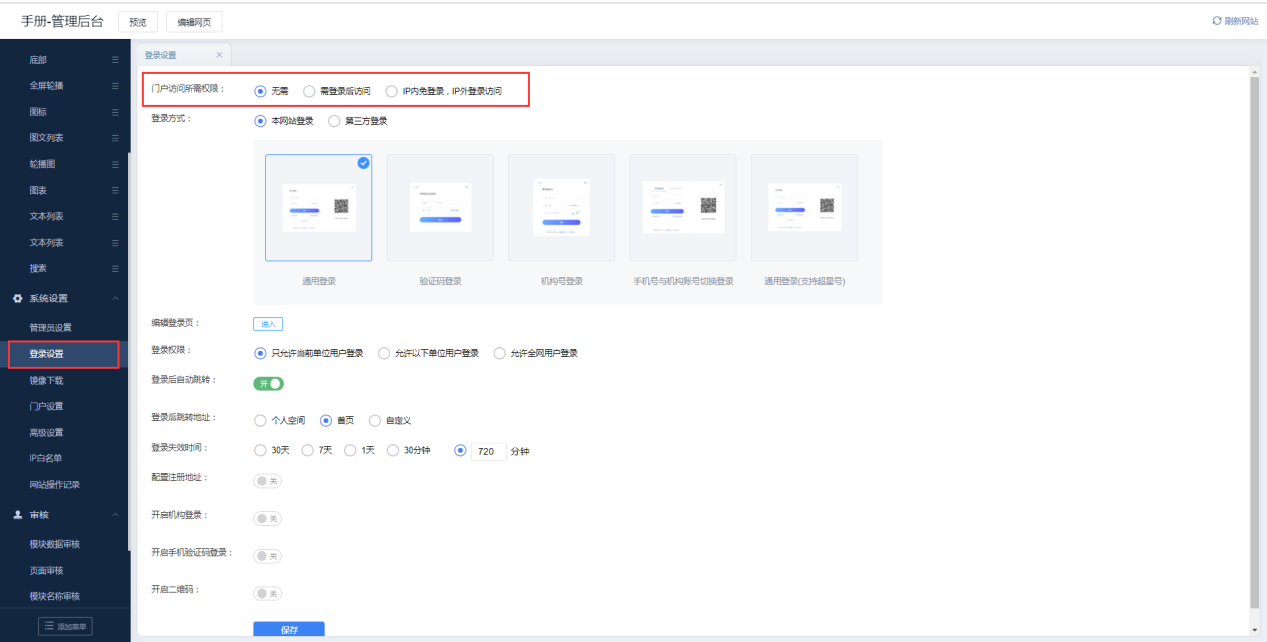 手册-管理后台 预览 编辑网页 刷新网站
底部
全屏轮播
图标
图文列表
轮播图
图表
文本列表
文本列表
搜索
系统设置
管理员设置
登录设置
镜像下载
门户设置
高级设置
IP白名单
网站操作记录
审核
模块数据审核
页面审核
模块名称审核
添加菜单
登录设置 ×
门户访问所需权限： 无需 需登录后访问 IP内免登录，IP外登录访问
登录方式： 本网站登录 第三方登录
通用登录 验证码登录 机构号登录 手机号与机构账号切换登录 通用登录(支持超星号)
编辑登录页： 进入
登录权限： 只允许当前单位用户登录 允许以下单位用户登录 允许全网用户登录
登录后自动跳转： 开
登录后跳转地址： 个人空间 首页 自定义
登录失效时间： 30天 7天 1天 30分钟 720 分钟
配置注册地址： 关
开启机构登录： 关
开启手机验证码登录： 关
开启二维码： 关
保存